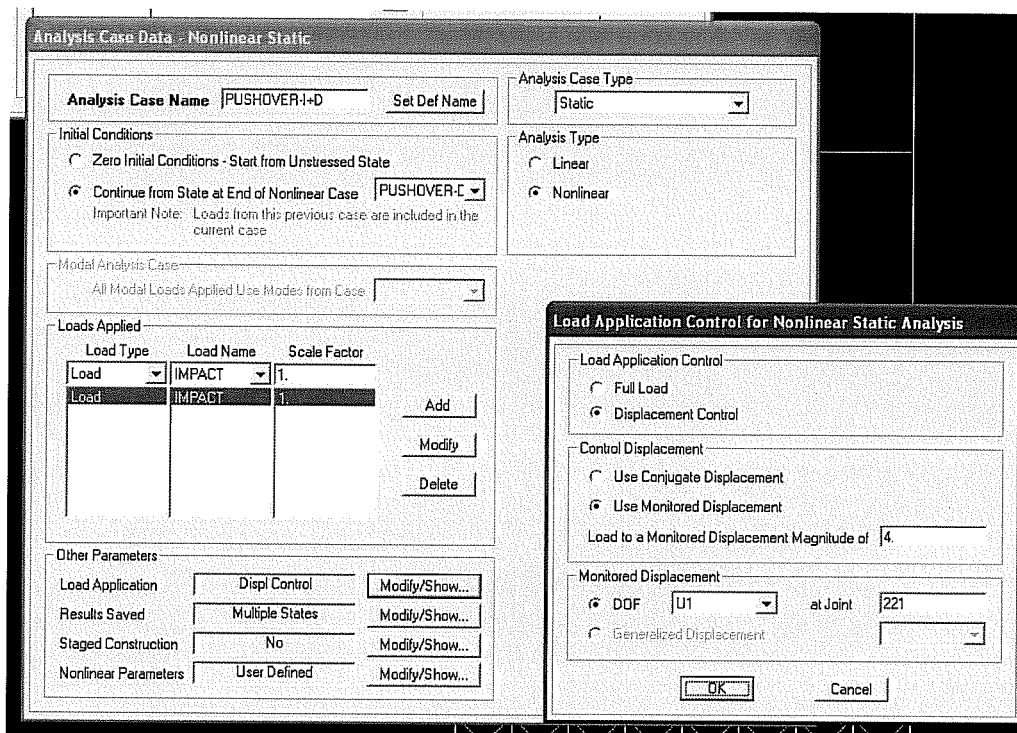 Analysis Case Data - Nonlinear Static
Analysis Case Name PUSHOVER-I+D Set Def Name
Analysis Case Type
Static
Initial Conditions
Zero Initial Conditions - Start from Unstressed State
Continue from State at End of Nonlinear Case PUSHOVER-D
Important Note: Loads from this previous case are included in the
current case
Analysis Type
Linear
Nonlinear
Modal Analysis Case
All Modal Loads Applied Use Modes from Case
Loads Applied
Load Type Load Name Scale Factor
Load IMPACT 1.
Load IMPACT 1.
Add
Modify
Delete
Other Parameters
Load Application Displ Control Modify/Show...
Results Saved Multiple States Modify/Show...
Staged Construction No Modify/Show...
Nonlinear Parameters User Defined Modify/Show...
Load Application Control for Nonlinear Static Analysis
Load Application Control
Full Load
Displacement Control
Control Displacement
Use Conjugate Displacement
Use Monitored Displacement
Load to a Monitored Displacement Magnitude of 4.
Monitored Displacement
DOF U1 at Joint 221
Generalized Displacement
OK Cancel